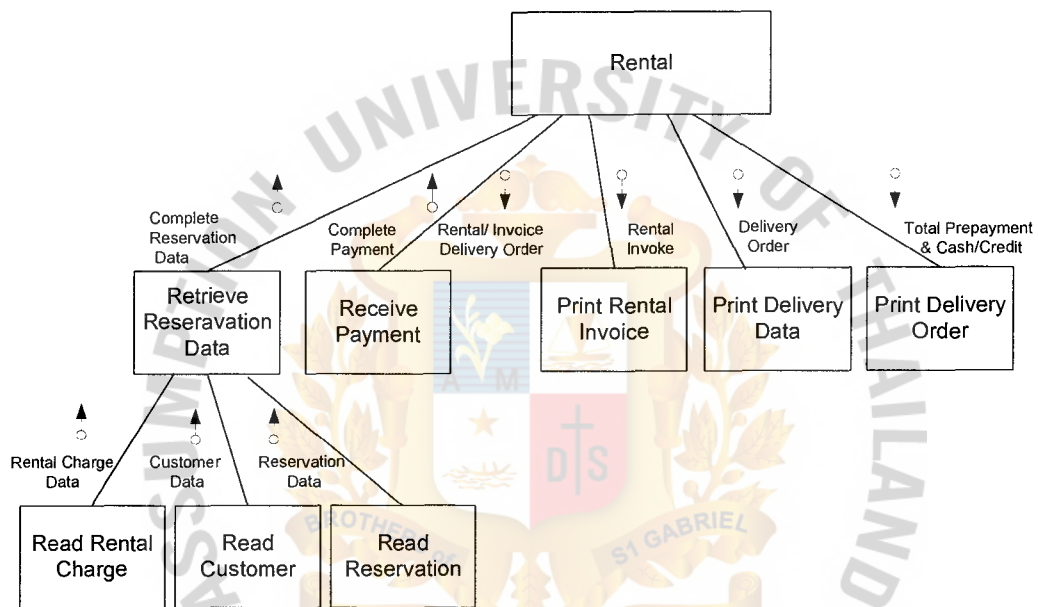 Rental
Complete
Reservation
Data
Complete
Payment
Rental/ Invoice
Delivery Order
Rental
Invoke
Delivery
Order
Total Prepayment
& Cash/Credit
Retrieve
Reseravation
Data
Receive
Payment
Print Rental
Invoice
Print Delivery
Data
Print Delivery
Order
Rental Charge
Data
Customer
Data
Reservation
Data
Read Rental
Charge
Read
Customer
Read
Reservation
ASSUMPTION UNIVERSITY OF THAILAND
A M
D S
BROTHERS OF
ST GABRIEL